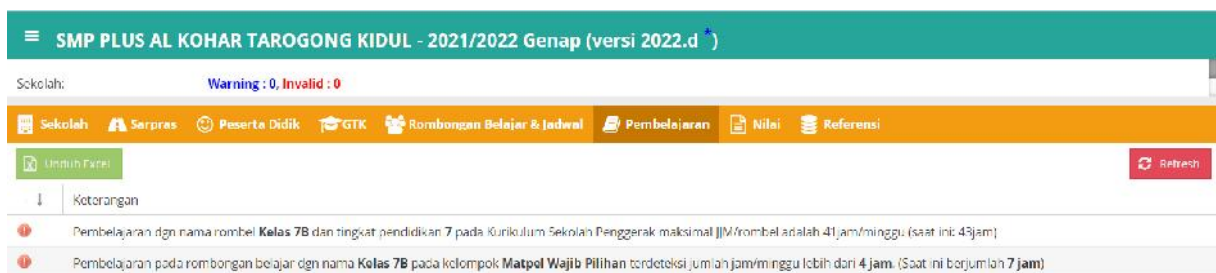 SMP PLUS AL KOHAR TAROGONG KIDUL - 2021/2022 Genap (versi 2022.d *)
Sekolah: Warning : 0, Invalid : 0
Sekolah Sarpras Peserta Didik GTK Rombongan Belajar & Jadwal Pembelajaran Nilai Referensi
Unduh Excel Refresh
Keterangan
Pembelajaran dgn nama rombel Kelas 7B dan tingkat pendidikan 7 pada Kurikulum Sekolah Penggerak maksimal JJM/rombel adalah 41jam/minggu (saat ini: 43jam)
Pembelajaran pada rombongan belajar dgn nama Kelas 7B pada kelompok Matpel Wajib Pilihan terdeteksi jumlah jam/minggu lebih dari 4 jam. (Saat ini berjumlah 7 jam)